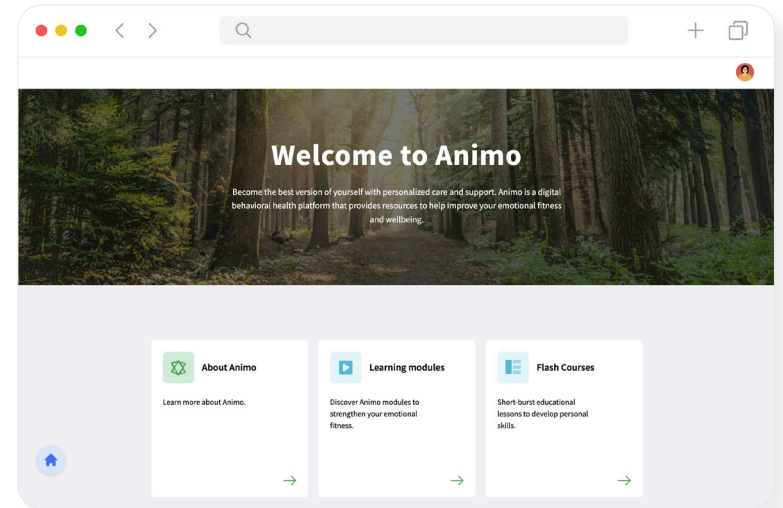 Welcome to Animo
Become the best version of yourself with personalized care and support. Animo is a digital
behavioral health platform that provides resources to help improve your emotional fitness
and wellbeing.
About Animo
Learn more about Animo.
Learning modules
Discover Animo modules to
strengthen your emotional
fitness.
Flash Courses
Short-burst educational
lessons to develop personal
skills.